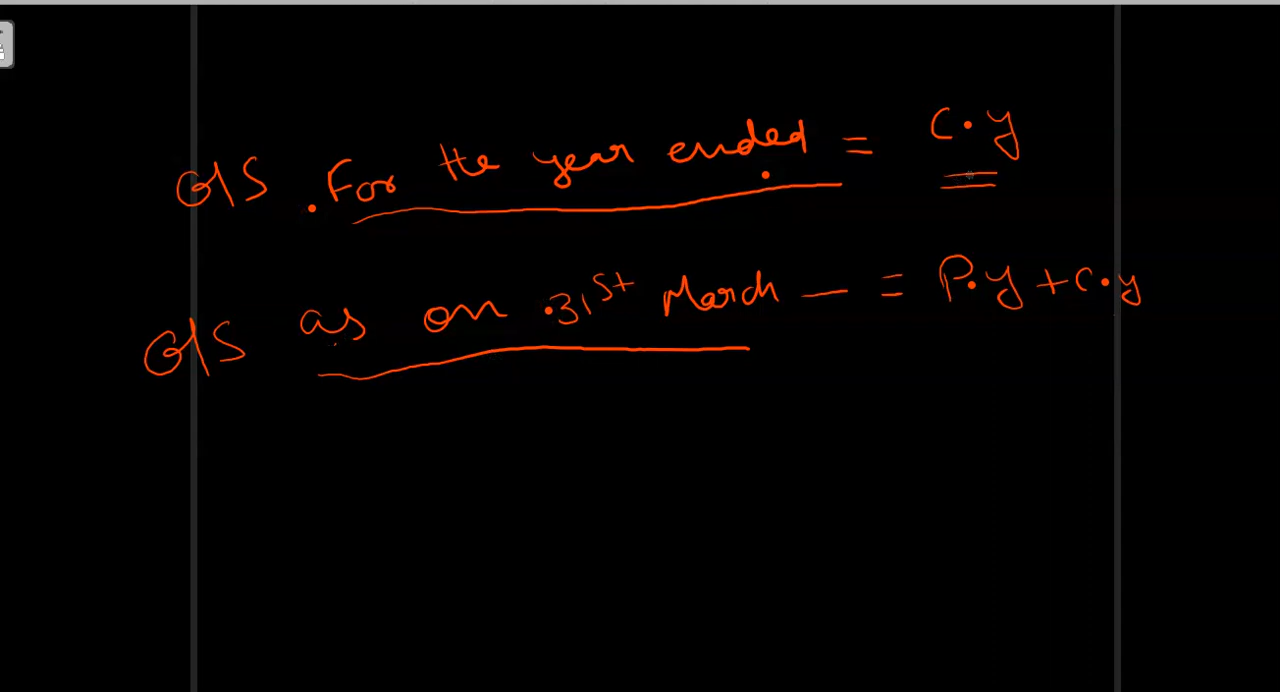 O/S . For the year ended = C.y
O/S as on .31st March — = P.y + C.y